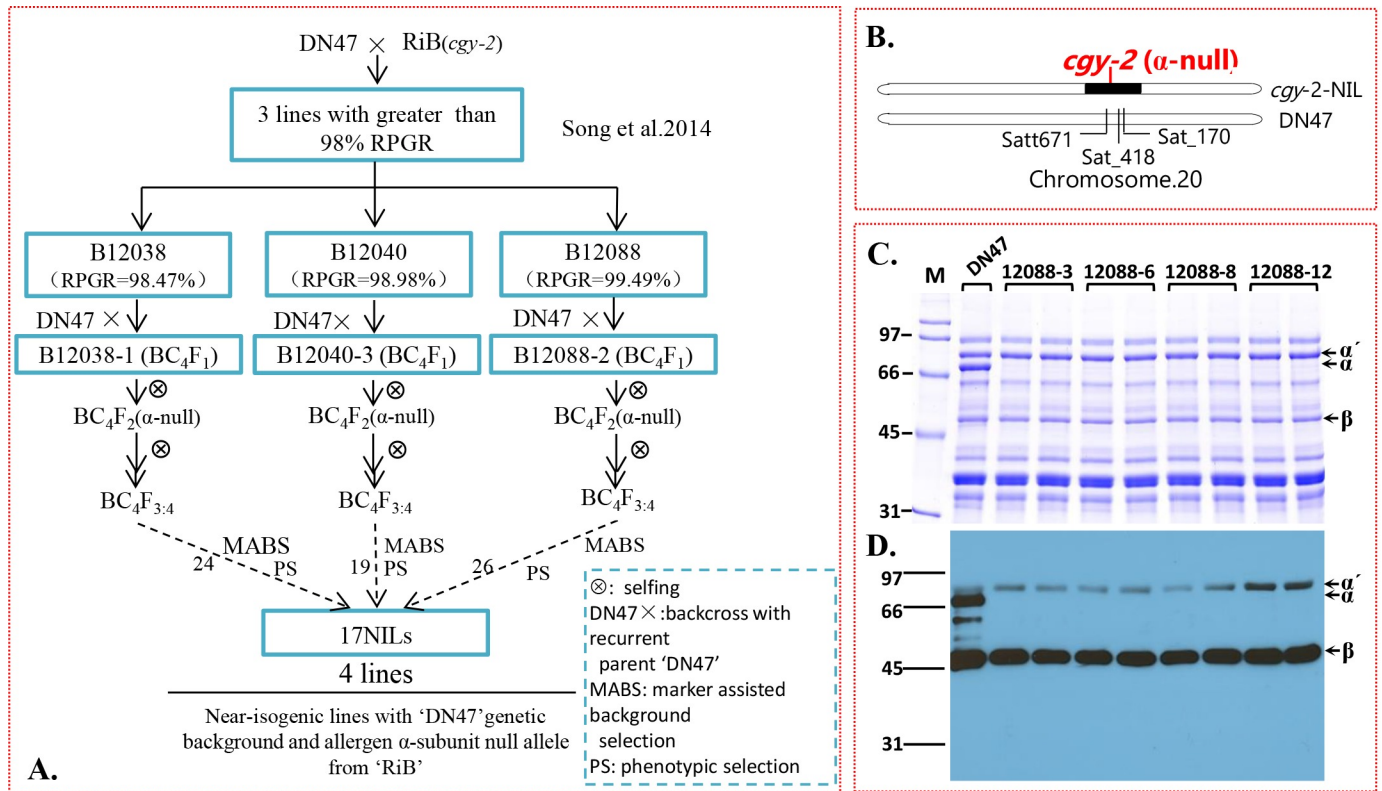 DN47 × RiB(cgy-2)
3 lines with greater than
98% RPGR
Song et al.2014
B12038
(RPGR=98.47%)
B12040
(RPGR=98.98%)
B12088
(RPGR=99.49%)
DN47 ×
DN47×
DN47 ×
B12038-1 (BC₄F₁)
B12040-3 (BC₄F₁)
B12088-2 (BC₄F₁)
⊗
⊗
⊗
BC₄F₂(α-null)
BC₄F₂(α-null)
BC₄F₂(α-null)
⊗
⊗
⊗
BC₄F₃:₄
BC₄F₃:₄
BC₄F₃:₄
24
MABS
PS
19
MABS
PS
26
MABS
PS
17NILs
4 lines
Near-isogenic lines with ‘DN47’genetic
background and allergen α-subunit null allele
from ‘RiB’
A.
⊗: selfing
DN47×:backcross with
recurrent
parent ‘DN47’
MABS: marker assisted
background
selection
PS: phenotypic selection
B.
cgy-2 (α-null)
cgy-2-NIL
DN47
Satt671
Sat_170
Sat_418
Chromosome.20
C.
M
DN47
12088-3
12088-6
12088-8
12088-12
97
66
45
31
α´
α
β
D.
97
66
45
31
α´
α
β